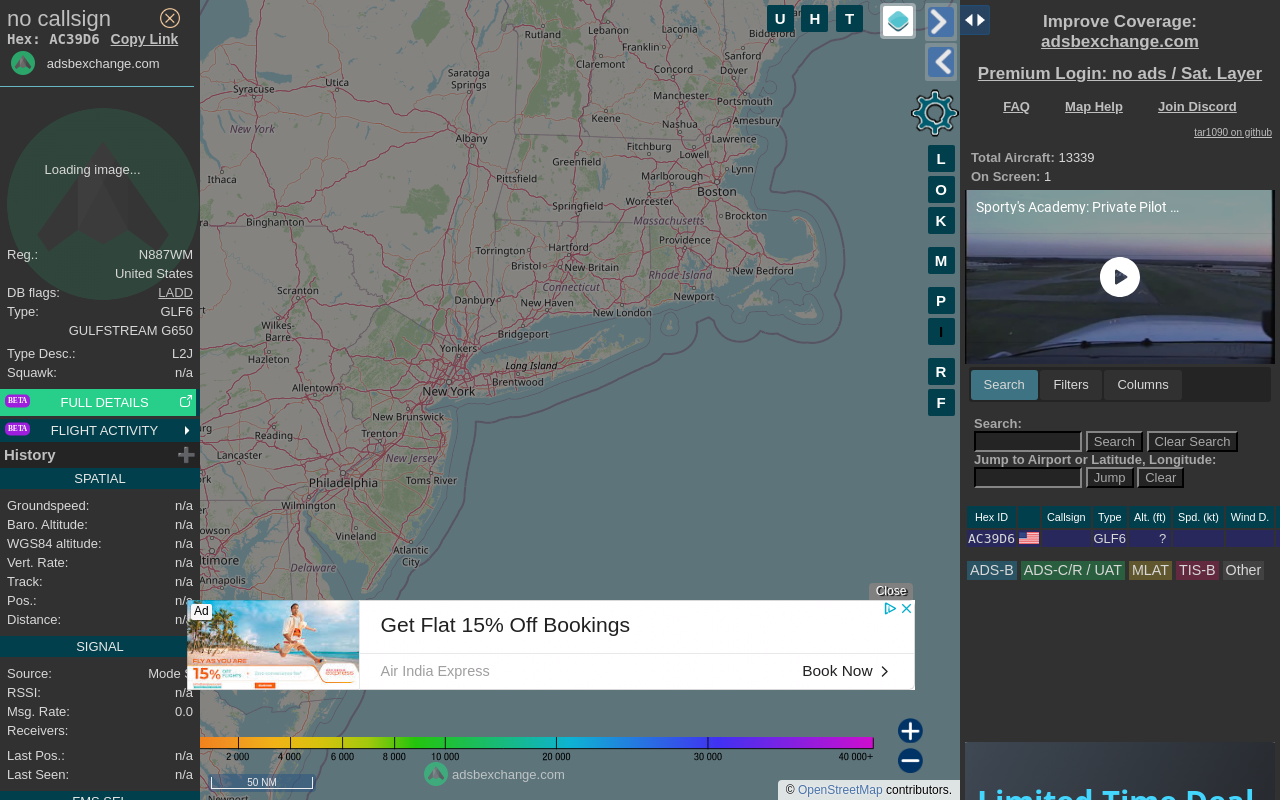 no callsign
Hex: AC39D6 Copy Link
adsbexchange.com
Loading image...
Reg.: N887WM
United States
DB flags: LADD
Type: GLF6
GULFSTREAM G650
Type Desc.: L2J
Squawk: n/a
BETA FULL DETAILS
BETA FLIGHT ACTIVITY
History
SPATIAL
Groundspeed: n/a
Baro. Altitude: n/a
WGS84 altitude: n/a
Vert. Rate: n/a
Track: n/a
Pos.: n/a
Distance: n/a
SIGNAL
Source: Mode S
RSSI: n/a
Msg. Rate: 0.0
Receivers:
Last Pos.: n/a
Last Seen: n/a
FMS SEL
U H T
L
O
K
M
P
I
R
F
Rutland
Lebanon
Laconia
Biddeford
Franklin
Sanford
Claremont
Concord
Dover
Saratoga
Springs
Utica
Syracuse
Manchester
Portsmouth
Keene
Nashua
Amesbury
New York
Albany
Lawrence
Fitchburg
Lowell
Greenfield
Lynn
Ithaca
Pittsfield
Marlborough
Boston
Worcester
Springfield
Massachusetts
Brockton
Binghamton
Providence
Hartford
Torrington
Bristol
New Britain
New Bedford
Rhode Island
Connecticut
Newport
Scranton
Danbury
New Haven
New London
Wilkes-
Barre
Bridgeport
Yonkers
Hazleton
Long Island
Brentwood
Allentown
New York
New Brunswick
Reading
Trenton
Lancaster
New Jersey
Toms River
Philadelphia
Wilmington
Vineland
Atlantic
City
Annapolis
Delaware
Close
Ad
Get Flat 15% Off Bookings
Air India Express
Book Now
FLY AS YOU ARE
15%
2 000 4 000 6 000 8 000 10 000 20 000 30 000 40 000+
adsbexchange.com
50 NM
© OpenStreetMap contributors.
Improve Coverage:
adsbexchange.com
Premium Login: no ads / Sat. Layer
FAQ Map Help Join Discord
tar1090 on github
Total Aircraft: 13339
On Screen: 1
Sporty's Academy: Private Pilot ...
Search Filters Columns
Search:
Search Clear Search
Jump to Airport or Latitude, Longitude:
Jump Clear
Hex ID Callsign Type Alt. (ft) Spd. (kt) Wind D.
AC39D6 GLF6 ?
ADS-B ADS-C/R / UAT MLAT TIS-B Other
Limited Time Deal